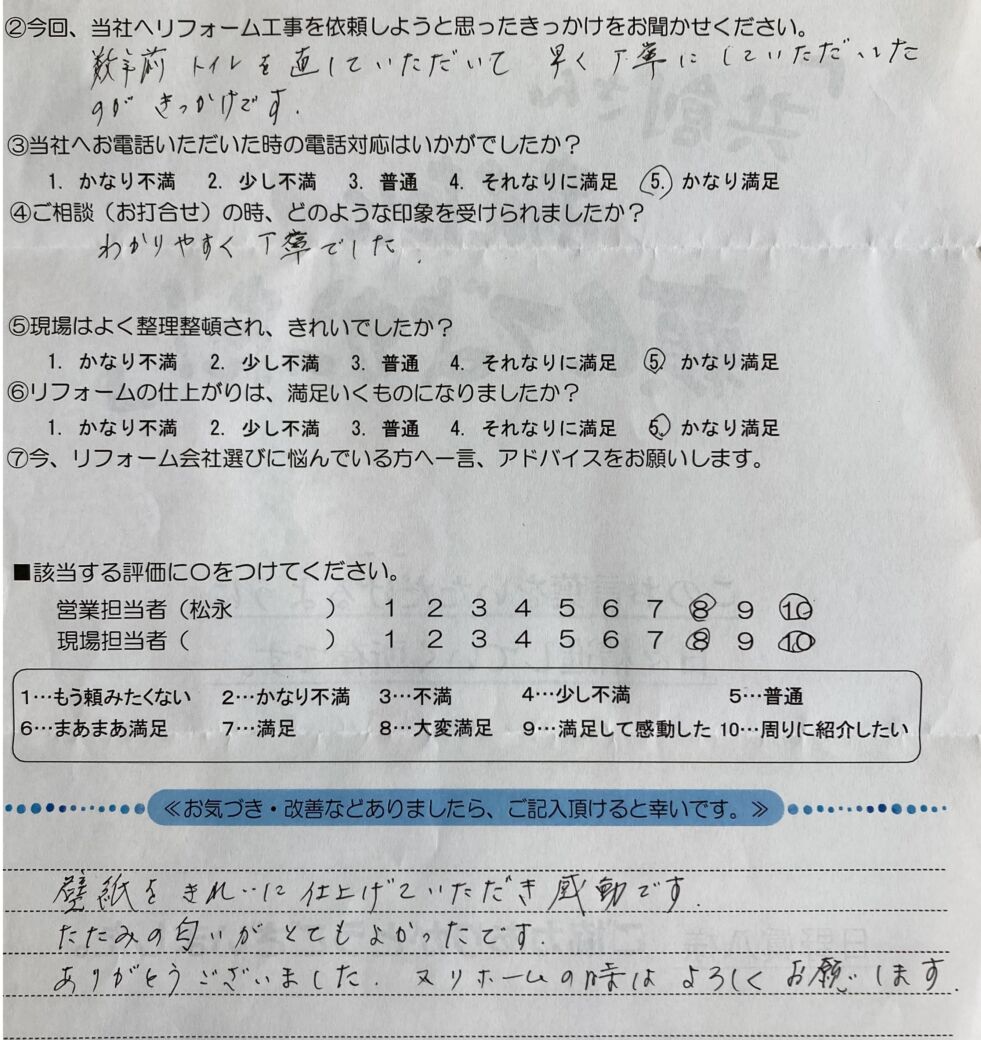 ②今回、当社へリフォーム工事を依頼しようと思ったきっかけをお聞かせください。
数年前 トイレを直していただいて 早く丁寧にしていただいした
のが きっかけです.
③当社へお電話いただいた時の電話対応はいかがでしたか？
1. かなり不満 2. 少し不満 3. 普通 4. それなりに満足 5. かなり満足
④ご相談（お打合せ）の時、どのような印象を受けられましたか？
わかりやすく 丁寧でした.
⑤現場はよく整理整頓され、きれいでしたか？
1. かなり不満 2. 少し不満 3. 普通 4. それなりに満足 5. かなり満足
⑥リフォームの仕上がりは、満足いくものになりましたか？
1. かなり不満 2. 少し不満 3. 普通 4. それなりに満足 5. かなり満足
⑦今、リフォーム会社選びに悩んでいる方へ一言、アドバイスをお願いします。
■該当する評価に〇をつけてください。
営業担当者（松永 ） 1 2 3 4 5 6 7 8 9 10
現場担当者（ ） 1 2 3 4 5 6 7 8 9 10
1…もう頼みたくない 2…かなり不満 3…不満 4…少し不満 5…普通
6…まあまあ満足 7…満足 8…大変満足 9…満足して感動した 10…周りに紹介したい
≪お気づき・改善などありましたら、ご記入頂けると幸いです。≫
壁紙をきれいに仕上げていただき感動です.
たたみの匂いがとてもよかったです.
ありがとうございました. 又リホームの時はよろしくお願いします.